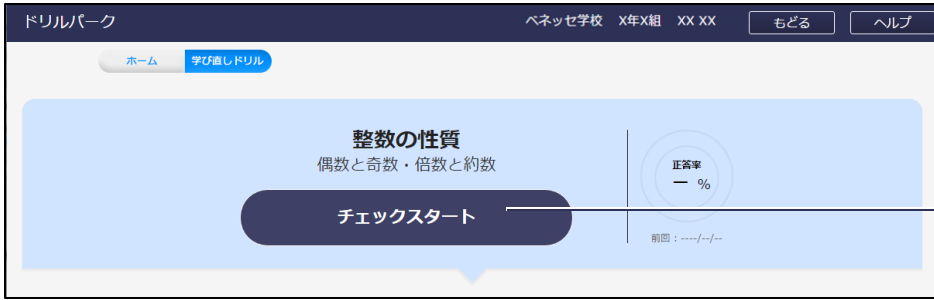 ドリルパーク ベネッセ学校 X年X組 XX XX もどる ヘルプ
ホーム 学び直しドリル
整数の性質
偶数と奇数・倍数と約数
チェックスタート
正答率
ー %
前回：----/--/--